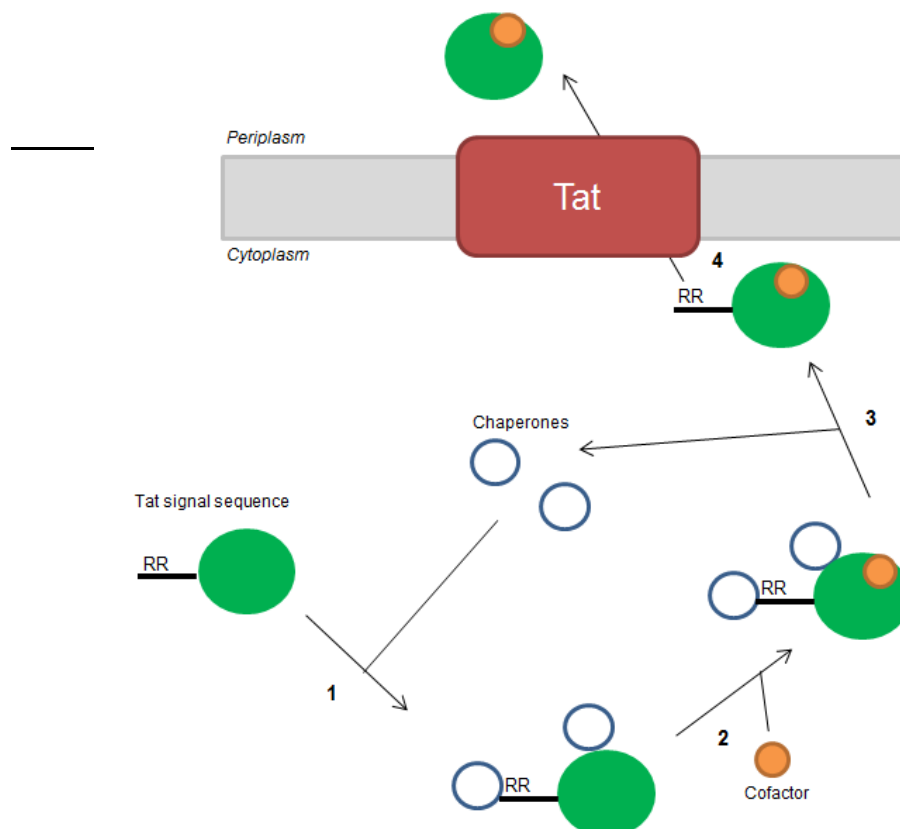 Periplasm
Tat
Cytoplasm
4
RR
Chaperones
3
Tat signal sequence
RR
RR
1
2
RR
Cofactor